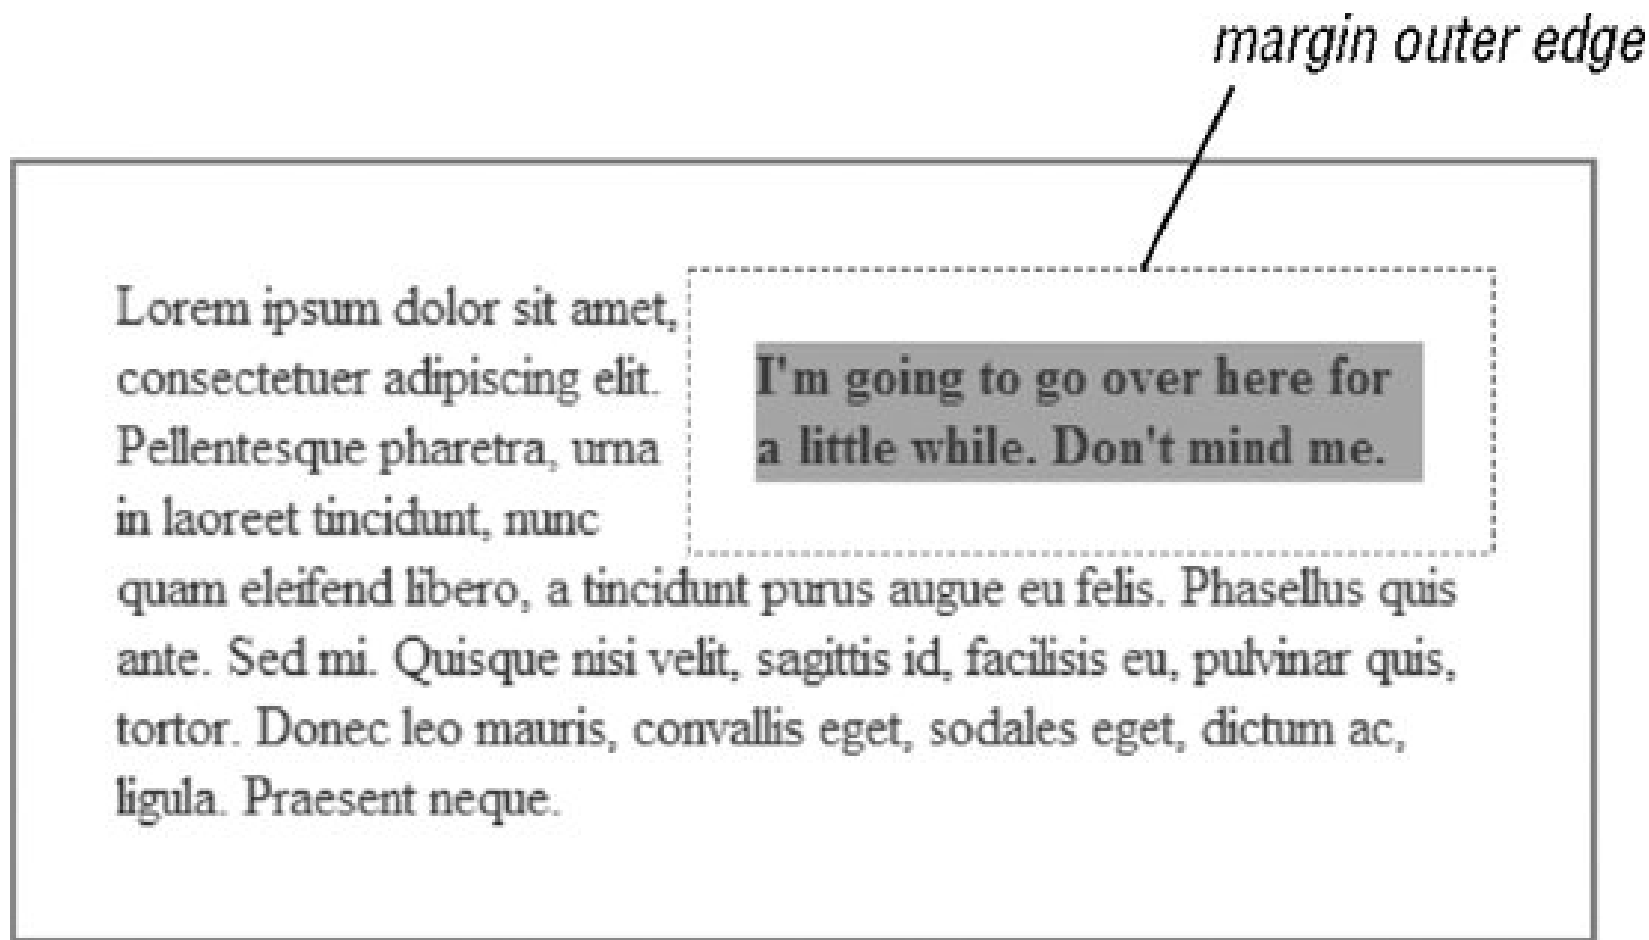 margin outer edge
Lorem ipsum dolor sit amet,
consectetuer adipiscing elit.
Pellentesque pharetra, urna
in laoreet tincidunt, nunc
I'm going to go over here for
a little while. Don't mind me.
quam eleifend libero, a tincidunt purus augue eu felis. Phasellus quis
ante. Sed mi. Quisque nisi velit, sagittis id, facilisis eu, pulvinar quis,
tortor. Donec leo mauris, convallis eget, sodales eget, dictum ac,
ligula. Praesent neque.